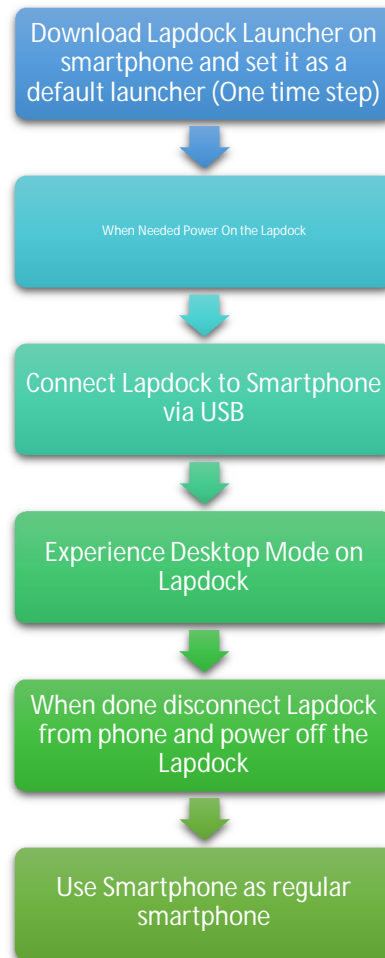 Download Lapdock Launcher on
smartphone and set it as a
default launcher (One time step)
When Needed Power On the Lapdock
Connect Lapdock to Smartphone
via USB
Experience Desktop Mode on
Lapdock
When done disconnect Lapdock
from phone and power off the
Lapdock
Use Smartphone as regular
smartphone